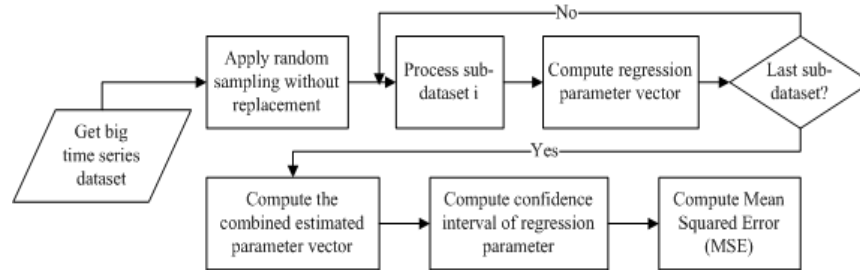 No
Apply random
sampling without
replacement
Process sub-
dataset i
Compute regression
parameter vector
Last sub-
dataset?
Get big
time series
dataset
Yes
Compute the
combined estimated
parameter vector
Compute confidence
interval of regression
parameter
Compute Mean
Squared Error
(MSE)